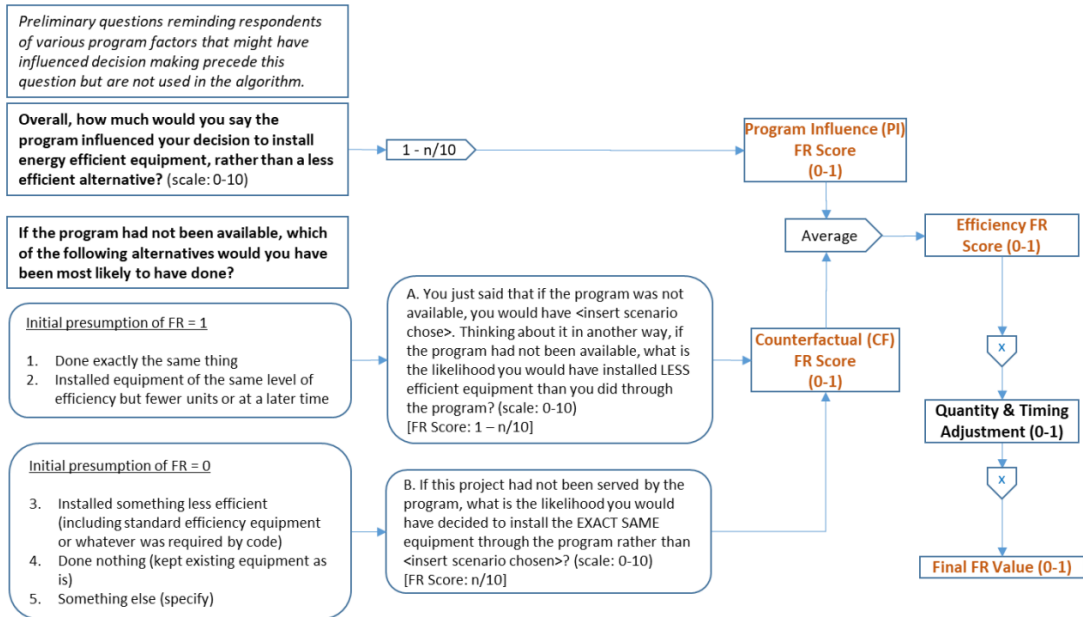 Preliminary questions reminding respondents
of various program factors that might have
influenced decision making precede this
question but are not used in the algorithm.
Overall, how much would you say the
program influenced your decision to install
energy efficient equipment, rather than a less
efficient alternative? (scale: 0-10)
1 - n/10
Program Influence (PI)
FR Score
(0-1)
If the program had not been available, which
of the following alternatives would you have
been most likely to have done?
Average
Efficiency FR
Score (0-1)
Initial presumption of FR = 1
1. Done exactly the same thing
2. Installed equipment of the same level of
efficiency but fewer units or at a later time
A. You just said that if the program was not
available, you would have <insert scenario
chose>. Thinking about it in another way, if
the program had not been available, what is
the likelihood you would have installed LESS
efficient equipment than you did through
the program? (scale: 0-10)
[FR Score: 1 – n/10]
Counterfactual (CF)
FR Score
(0-1)
x
Quantity & Timing
Adjustment (0-1)
x
Initial presumption of FR = 0
3. Installed something less efficient
(including standard efficiency equipment
or whatever was required by code)
4. Done nothing (kept existing equipment as
is)
5. Something else (specify)
B. If this project had not been served by the
program, what is the likelihood you would
have decided to install the EXACT SAME
equipment through the program rather than
<insert scenario chosen>? (scale: 0-10)
[FR Score: n/10]
Final FR Value (0-1)